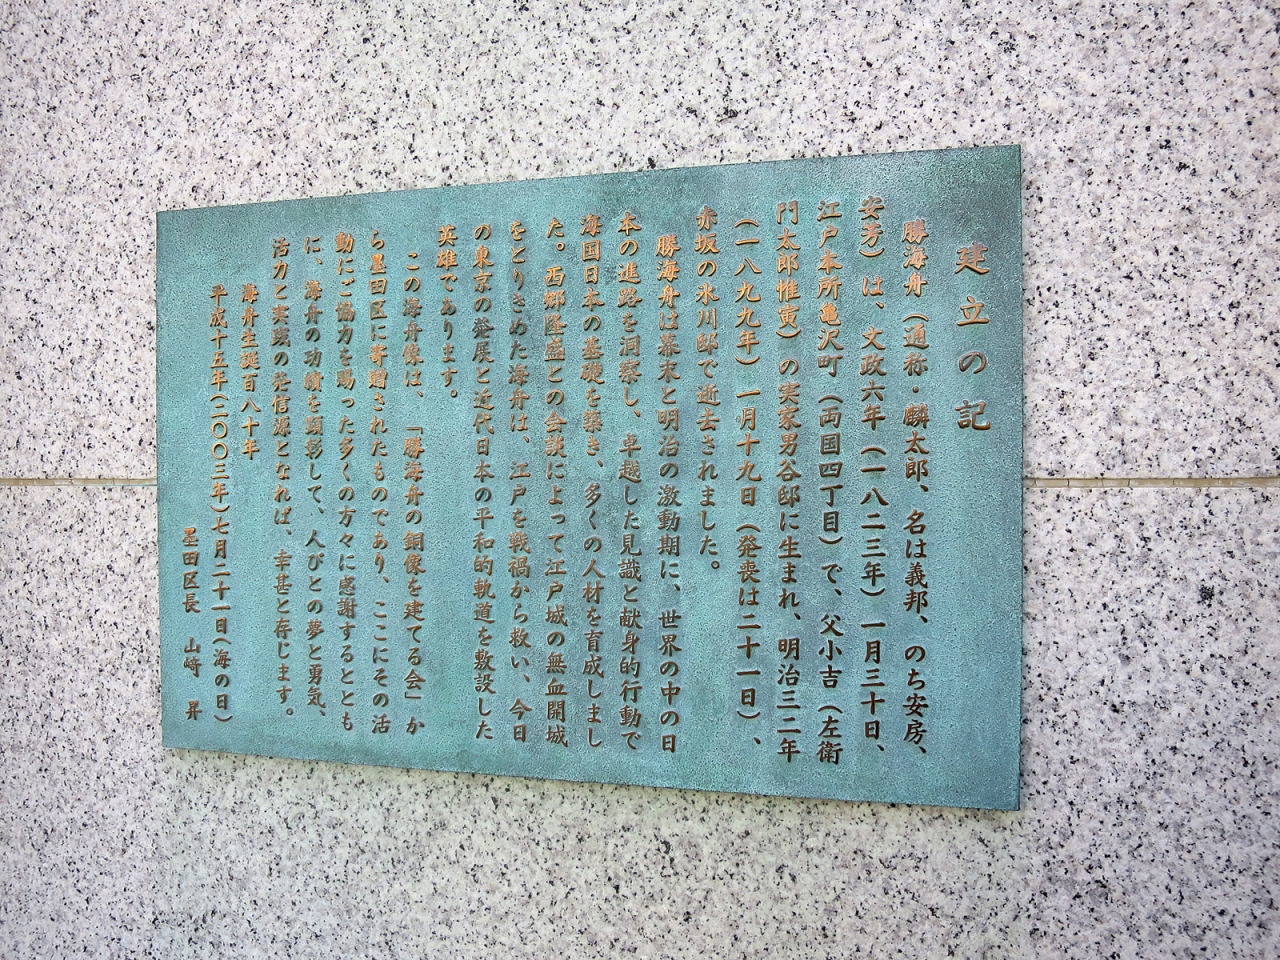 建立の記
勝海舟（通称・麟太郎、名は義邦、のち安房、
安芳）は、文政六年（一八二三年）一月三十日、
江戸本所亀沢町（両国四丁目）で、父小吉（左衛
門太郎惟寅）の実家男谷邸に生まれ、明治三二年
（一八九九年）一月十九日（発喪は二十一日）、
赤坂の氷川邸で逝去されました。
勝海舟は幕末と明治の激動期に、世界の中の日
本の進路を洞察し、卓越した見識と献身的行動で
海国日本の基礎を築き、多くの人材を育成しまし
た。西郷隆盛との会談によって江戸城の無血開城
をとりきめた海舟は、江戸を戦禍から救い、今日
の東京の発展と近代日本の平和的軌道を敷設した
英雄であります。
この海舟像は、「勝海舟の銅像を建てる会」か
ら墨田区に寄贈されたものであり、ここにその活
動にご協力を賜った多くの方々に感謝するととも
に、海舟の功績を顕彰して、人びとの夢と勇気、
活力と実践の発信源となれば、幸甚と存じます。
海舟生誕百八十年
平成十五年（二〇〇三年）七月二十一日（海の日）
墨田区長　山﨑　昇